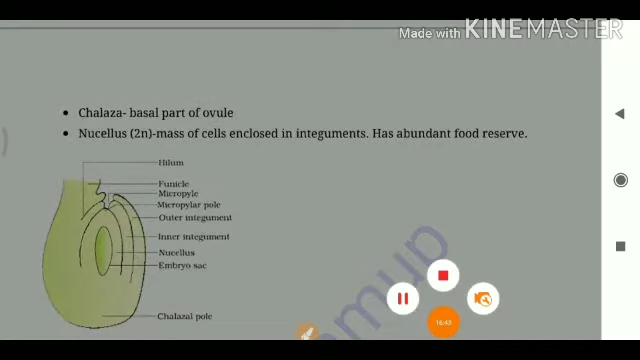 Made with KINEMASTER
• Chalaza- basal part of ovule
• Nucellus (2n)-mass of cells enclosed in integuments. Has abundant food reserve.
Hilum
Funicle
Micropyle
Micropylar pole
Outer integument
Inner integument
Nucellus
Embryo sac
Chalazal pole
16:43